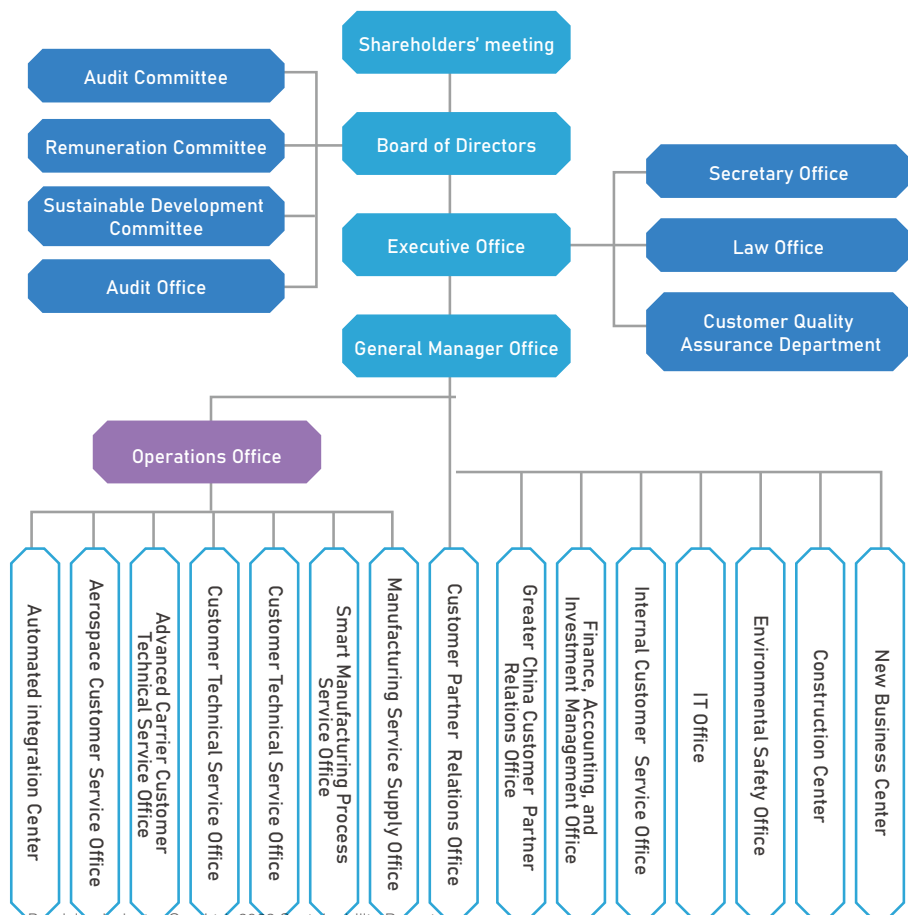 Shareholders’ meeting
Audit Committee
Board of Directors
Remuneration Committee
Secretary Office
Sustainable Development
Committee
Executive Office
Law Office
Audit Office
General Manager Office
Customer Quality
Assurance Department
Operations Office
Automated integration Center
Aerospace Customer Service Office
Advanced Carrier Customer
Technical Service Office
Customer Technical Service Office
Customer Technical Service Office
Smart Manufacturing Process
Service Office
Manufacturing Service Supply Office
Customer Partner Relations Office
Greater China Customer Partner
Relations Office
Finance, Accounting, and
Investment Management Office
Internal Customer Service Office
IT Office
Environmental Safety Office
Construction Center
New Business Center